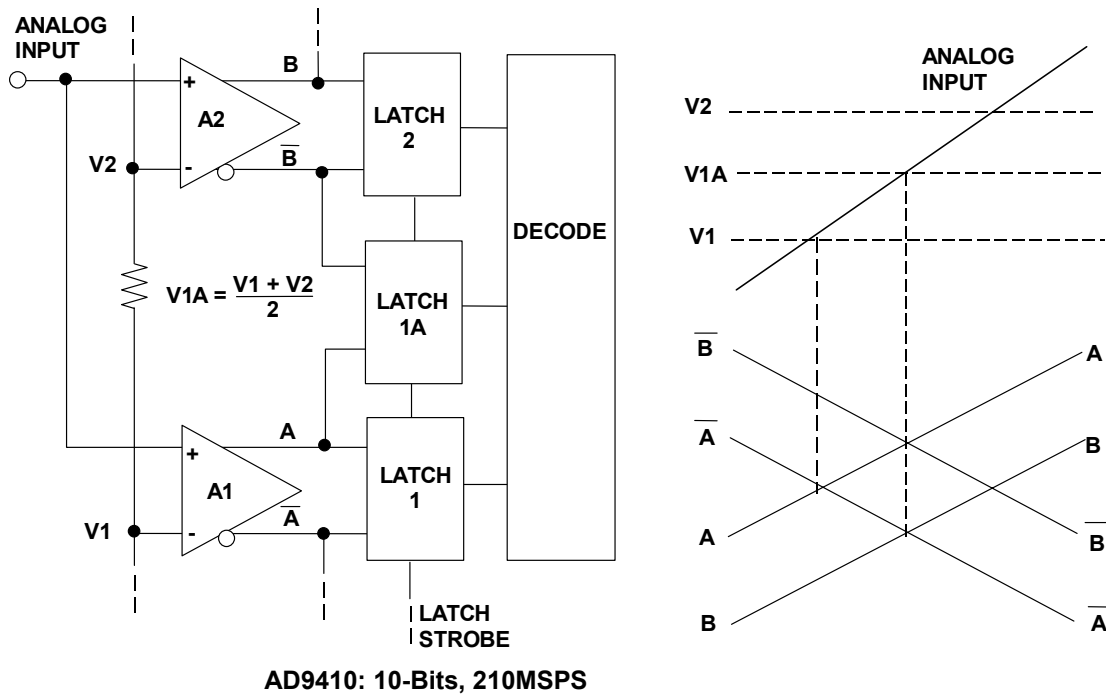 ANALOG
INPUT
B
+
A2
-
B̅
V2
LATCH
2
DECODE
V1A = V1 + V2
2
LATCH
1A
A
+
A1
-
A̅
V1
LATCH
1
LATCH
STROBE
AD9410: 10-Bits, 210MSPS
ANALOG
INPUT
V2
V1A
V1
B̅
A
A̅
B
A
B̅
B
A̅